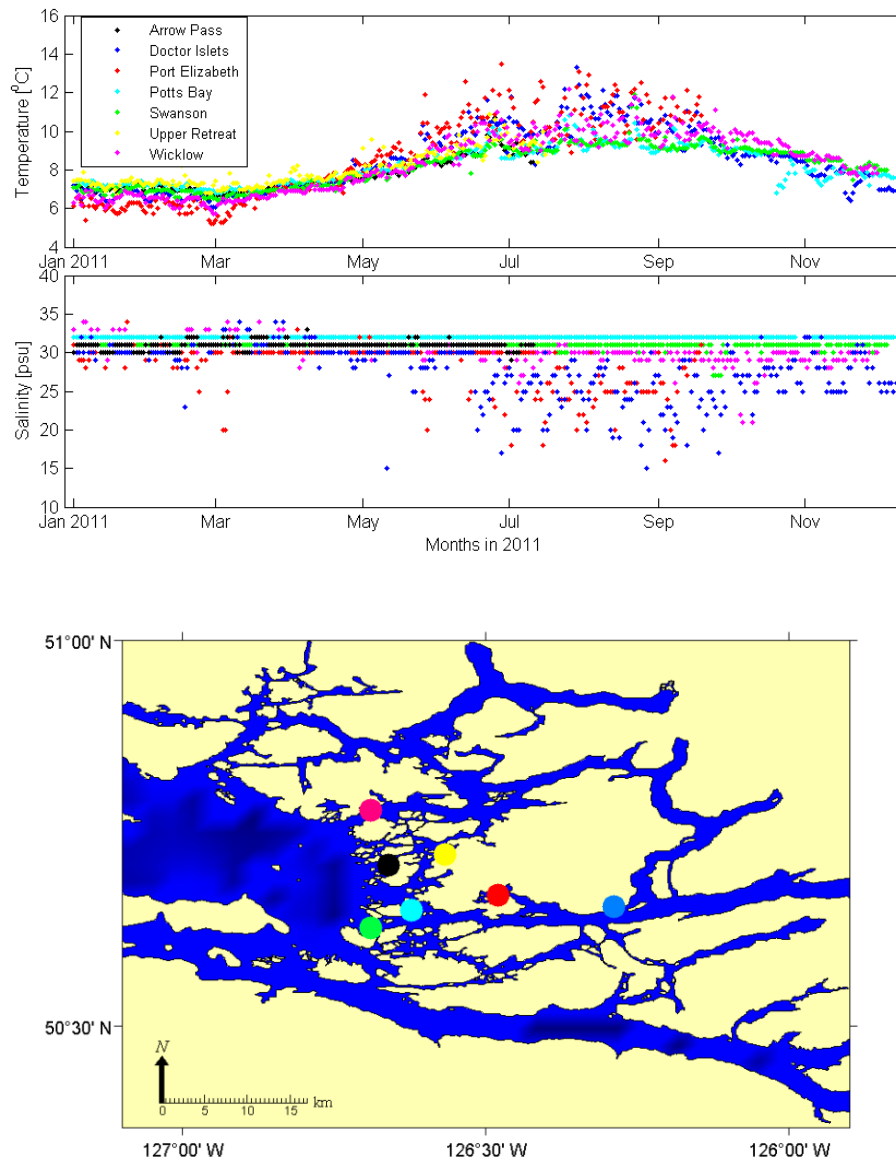 16
14
12
10
8
6
4
Temperature [⁰C]
Arrow Pass
Doctor Islets
Port Elizabeth
Potts Bay
Swanson
Upper Retreat
Wicklow
Jan 2011 Mar May Jul Sep Nov
40
35
30
25
20
15
10
Salinity [psu]
Jan 2011 Mar May Jul Sep Nov
Months in 2011
51°00' N
50°30' N
N
0 5 10 15 km
127°00' W 126°30' W 126°00' W